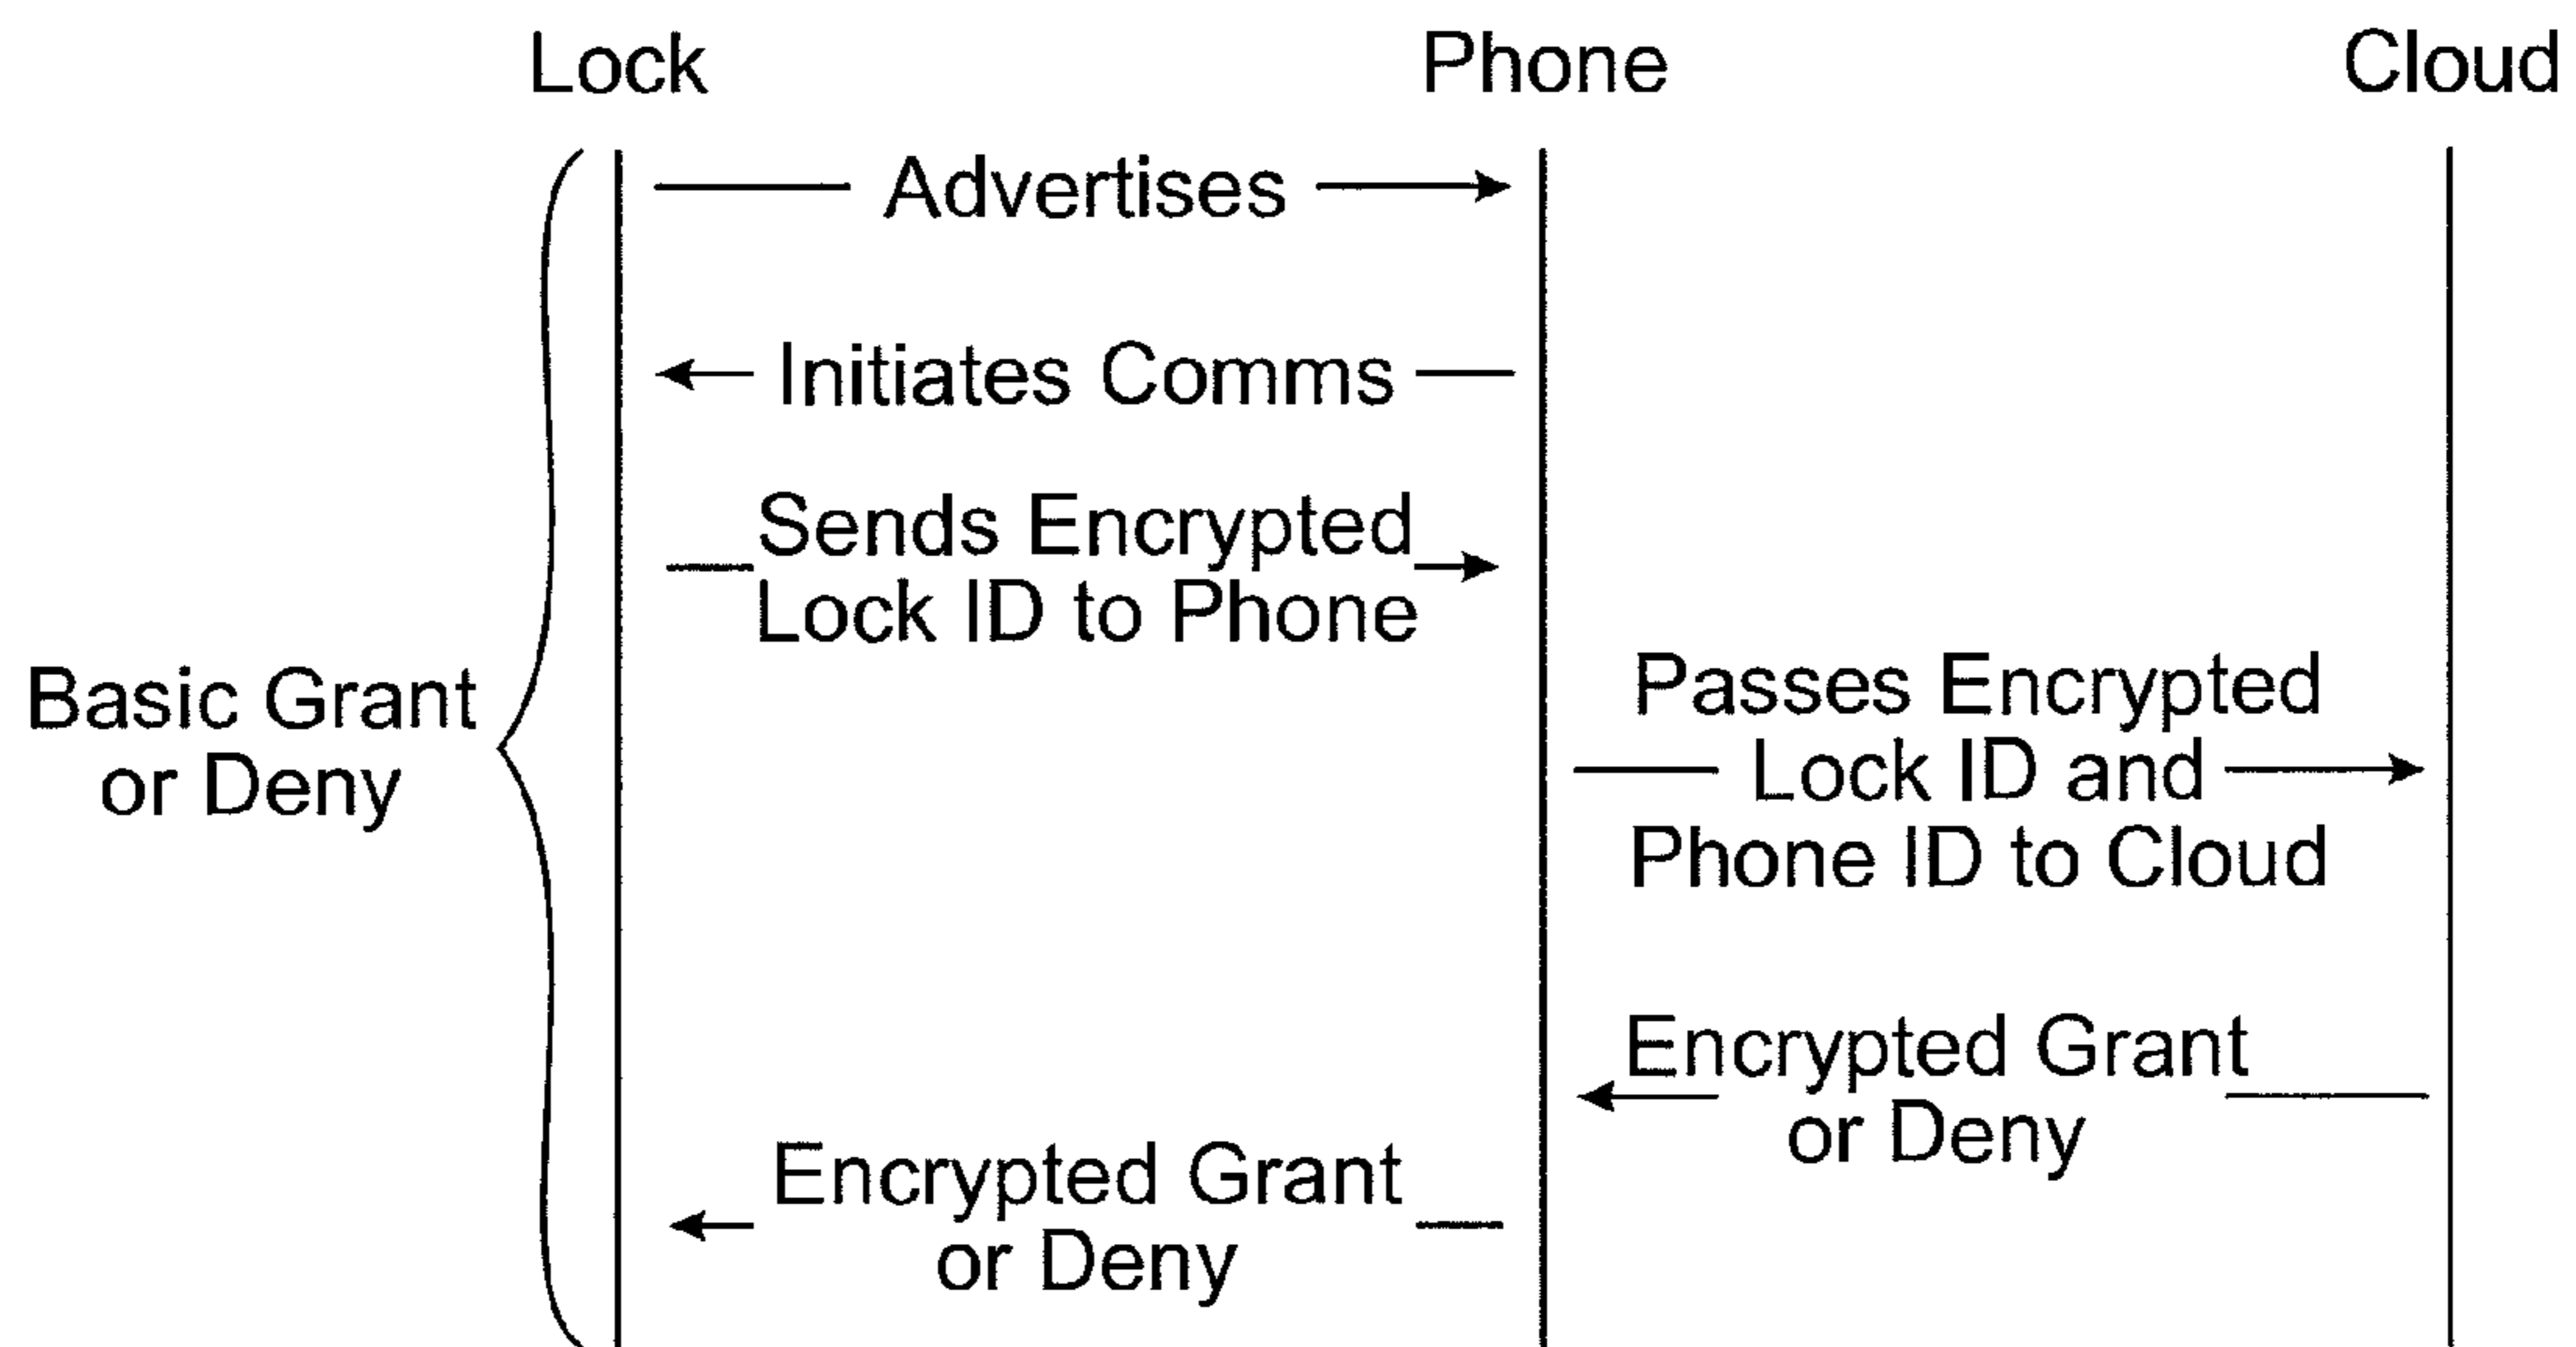 Lock
Phone
Cloud
Advertises
Initiates Comms
Sends Encrypted
Lock ID to Phone
Basic Grant
or Deny
Passes Encrypted
Lock ID and
Phone ID to Cloud
Encrypted Grant
or Deny
Encrypted Grant
or Deny